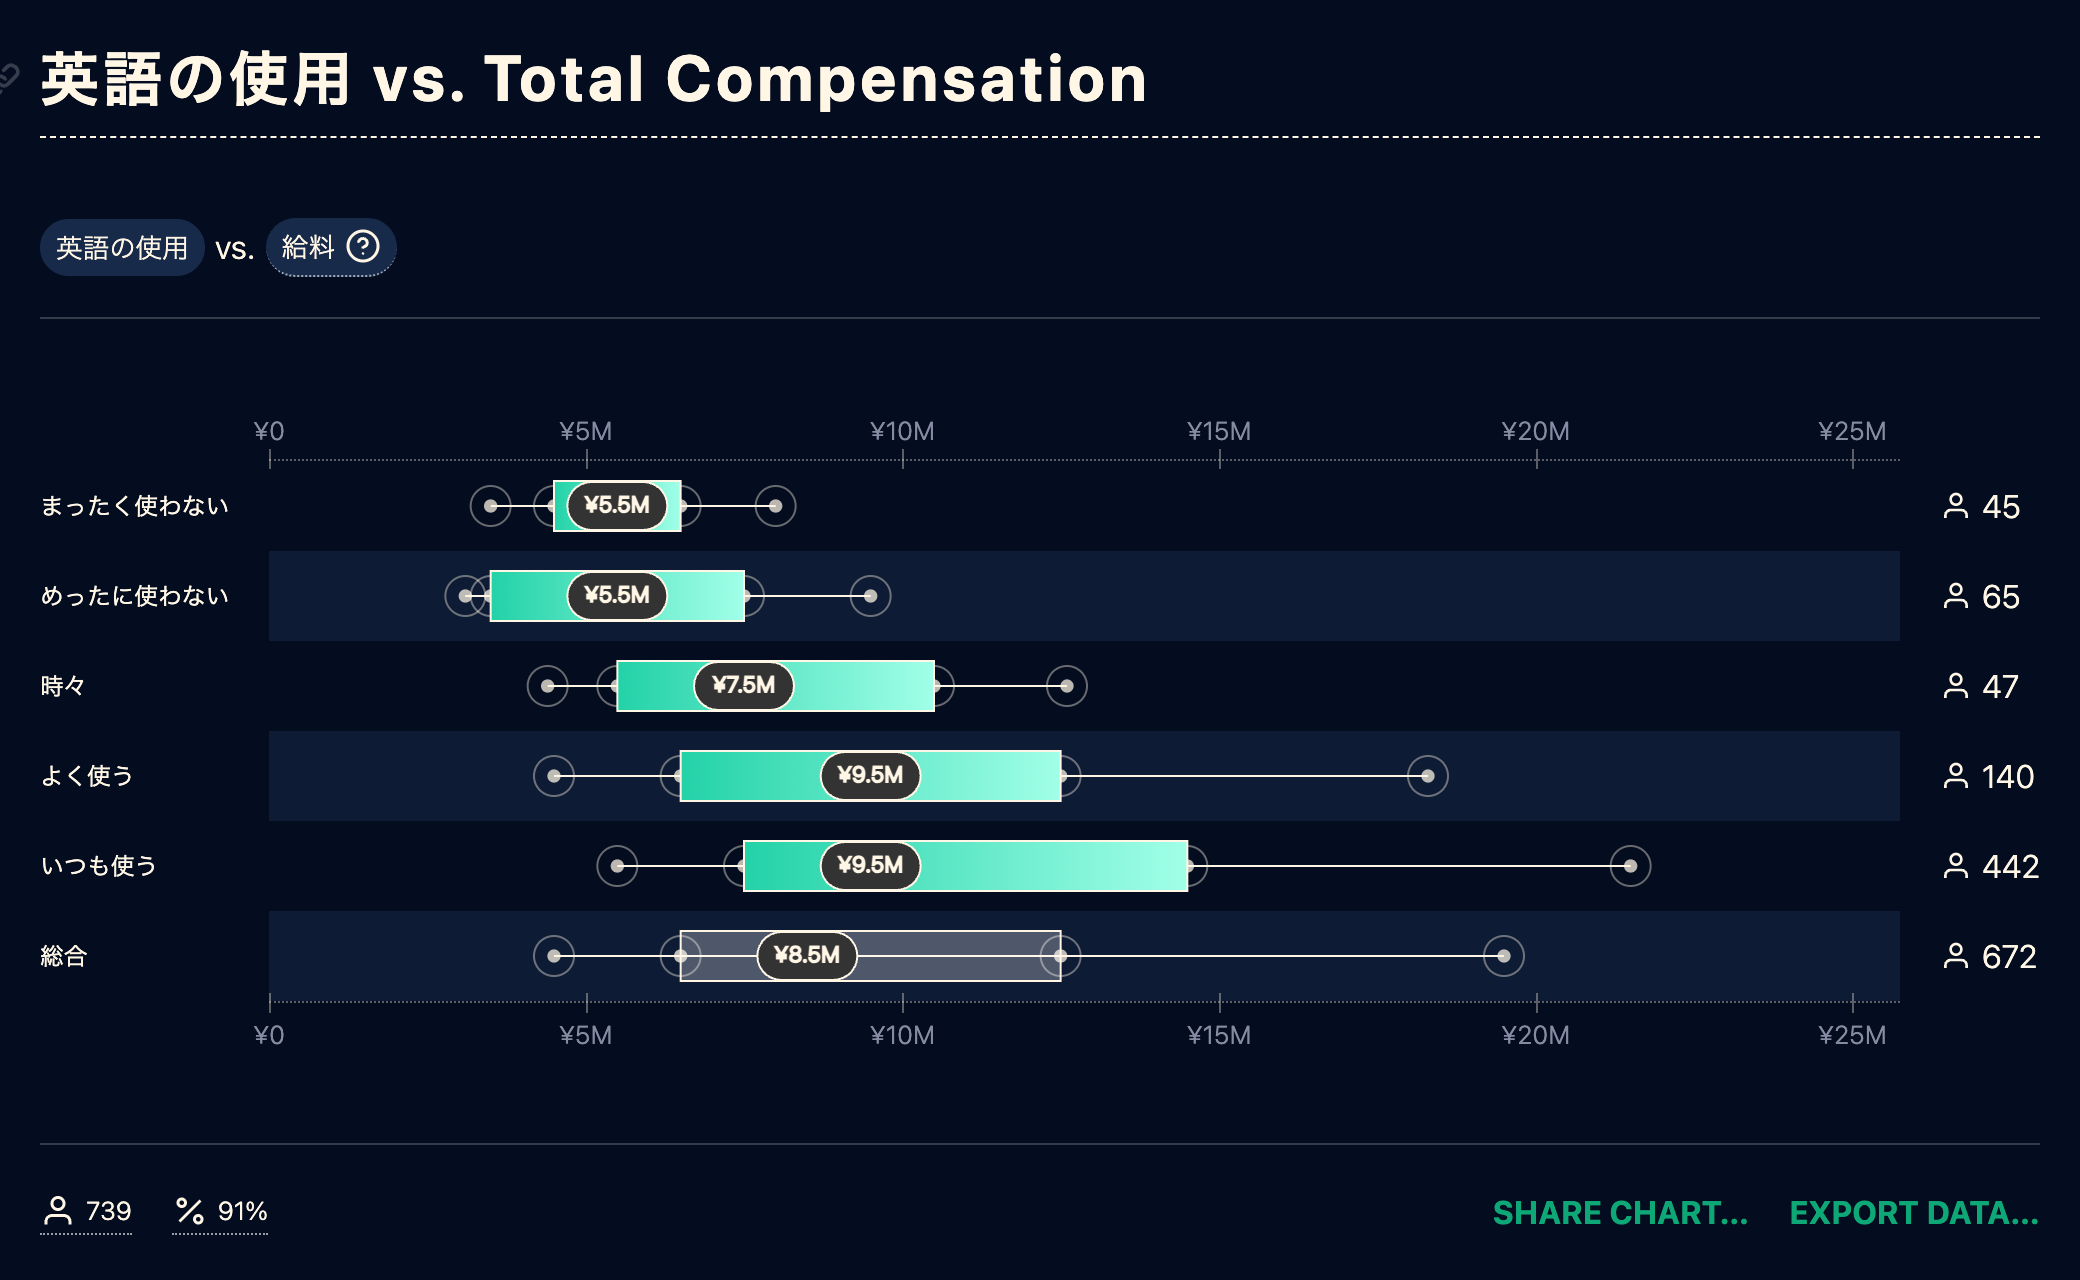 英語の使用 vs. Total Compensation
英語の使用 vs. 給料 ?
¥0 ¥5M ¥10M ¥15M ¥20M ¥25M
まったく使わない ¥5.5M 45
めったに使わない ¥5.5M 65
時々 ¥7.5M 47
よく使う ¥9.5M 140
いつも使う ¥9.5M 442
総合 ¥8.5M 672
¥0 ¥5M ¥10M ¥15M ¥20M ¥25M
739 % 91% SHARE CHART... EXPORT DATA...